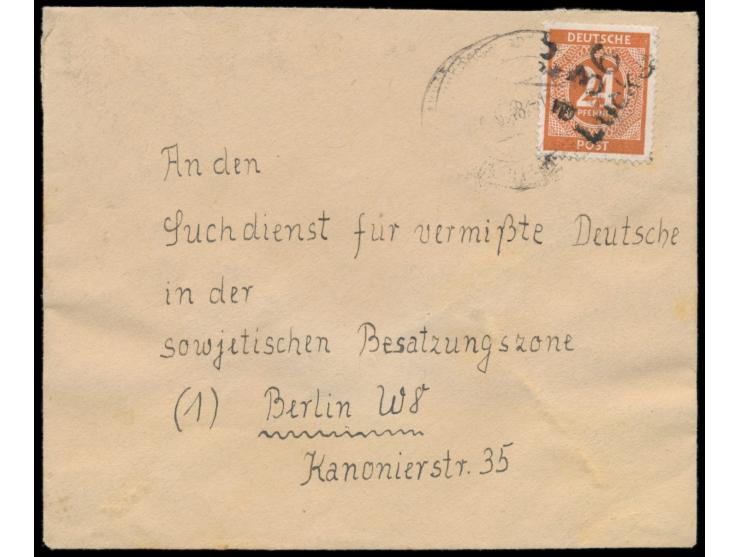 DEUTSCHE
24
PFENNIG
POST
An den
Suchdienst für vermißte Deutsche
in der
sowjetischen Besatzungszone
(1) Berlin W8
Kanonierstr. 35